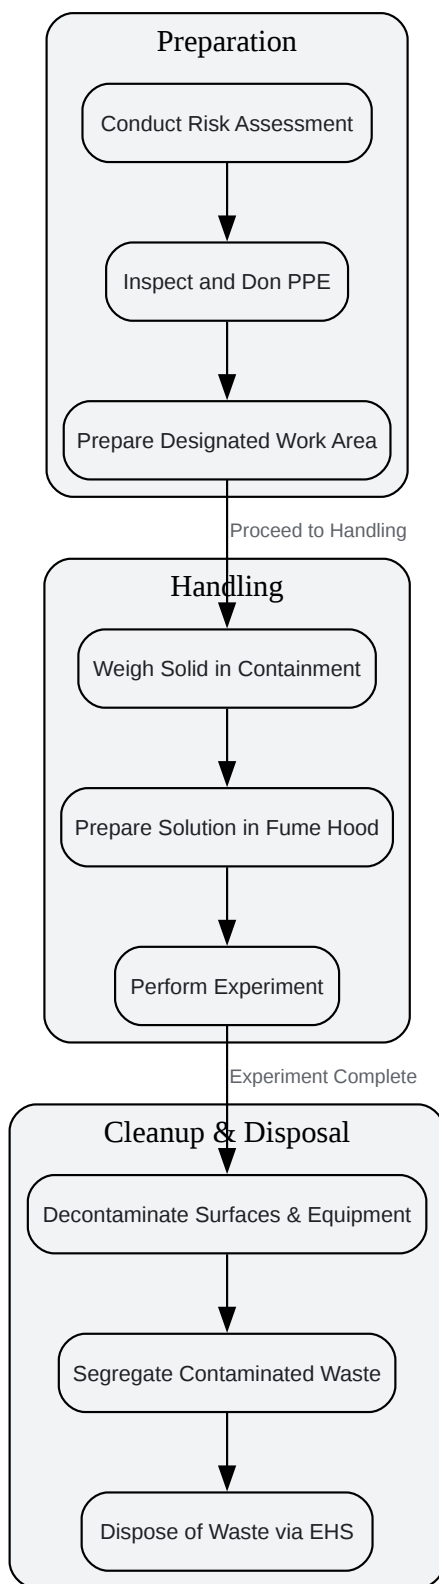 Preparation
Conduct Risk Assessment
Inspect and Don PPE
Prepare Designated Work Area
Proceed to Handling
Handling
Weigh Solid in Containment
Prepare Solution in Fume Hood
Perform Experiment
Experiment Complete
Cleanup & Disposal
Decontaminate Surfaces & Equipment
Segregate Contaminated Waste
Dispose of Waste via EHS